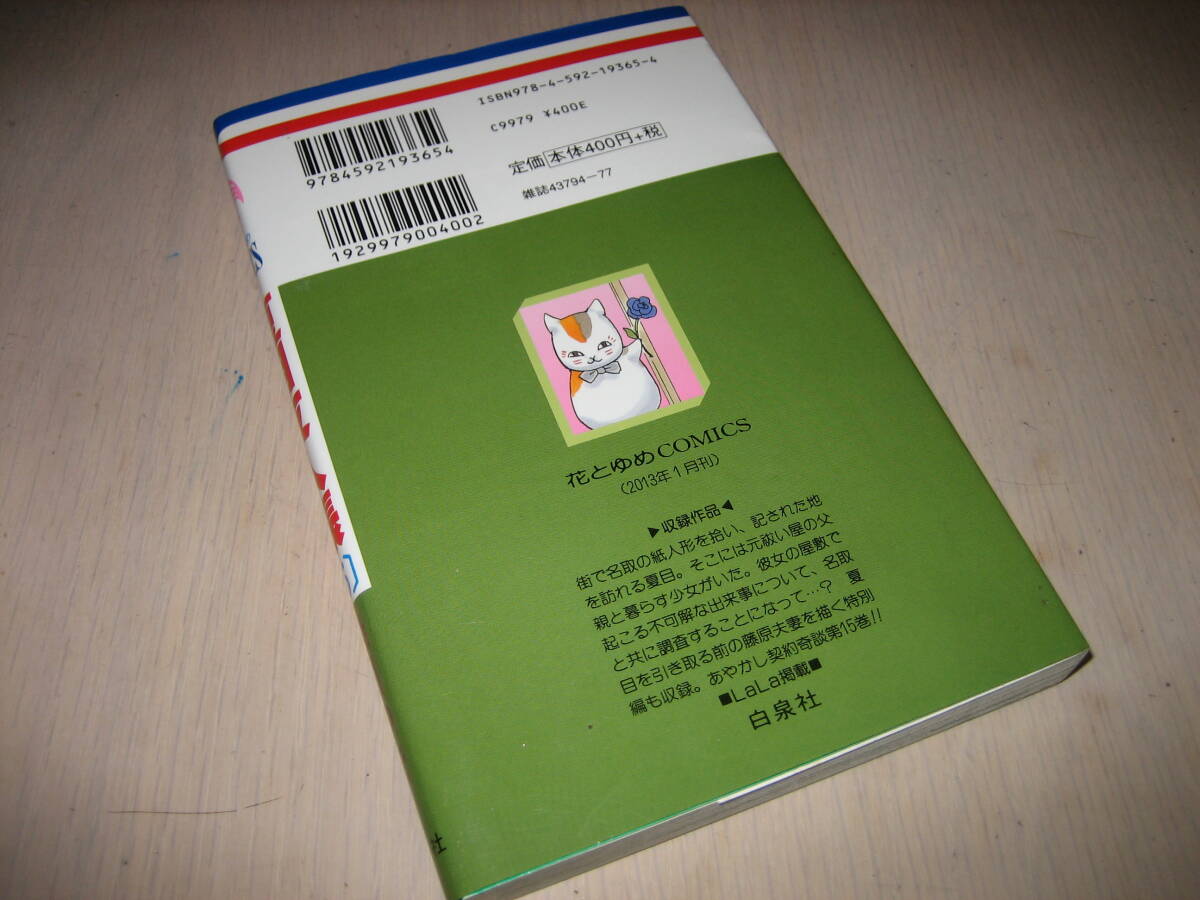 ISBN978-4-592-19365-4
C9979 ¥400E
定価 本体400円+税
雑誌43794-77
9784592193654
1929979004002
花とゆめCOMICS
(2013年1月刊)
▶収録作品◀
街で名取の紙人形を拾い、記された地
を訪れる夏目。そこには元祓い屋の父
親と暮らす少女がいた。彼女の屋敷で
起こる不可解な出来事について、名取
と共に調査することになって…? 夏
目を引き取る前の藤原夫妻を描く特別
編も収録。あやかし契約奇談第15巻!!
■LaLa掲載■
白泉社
社